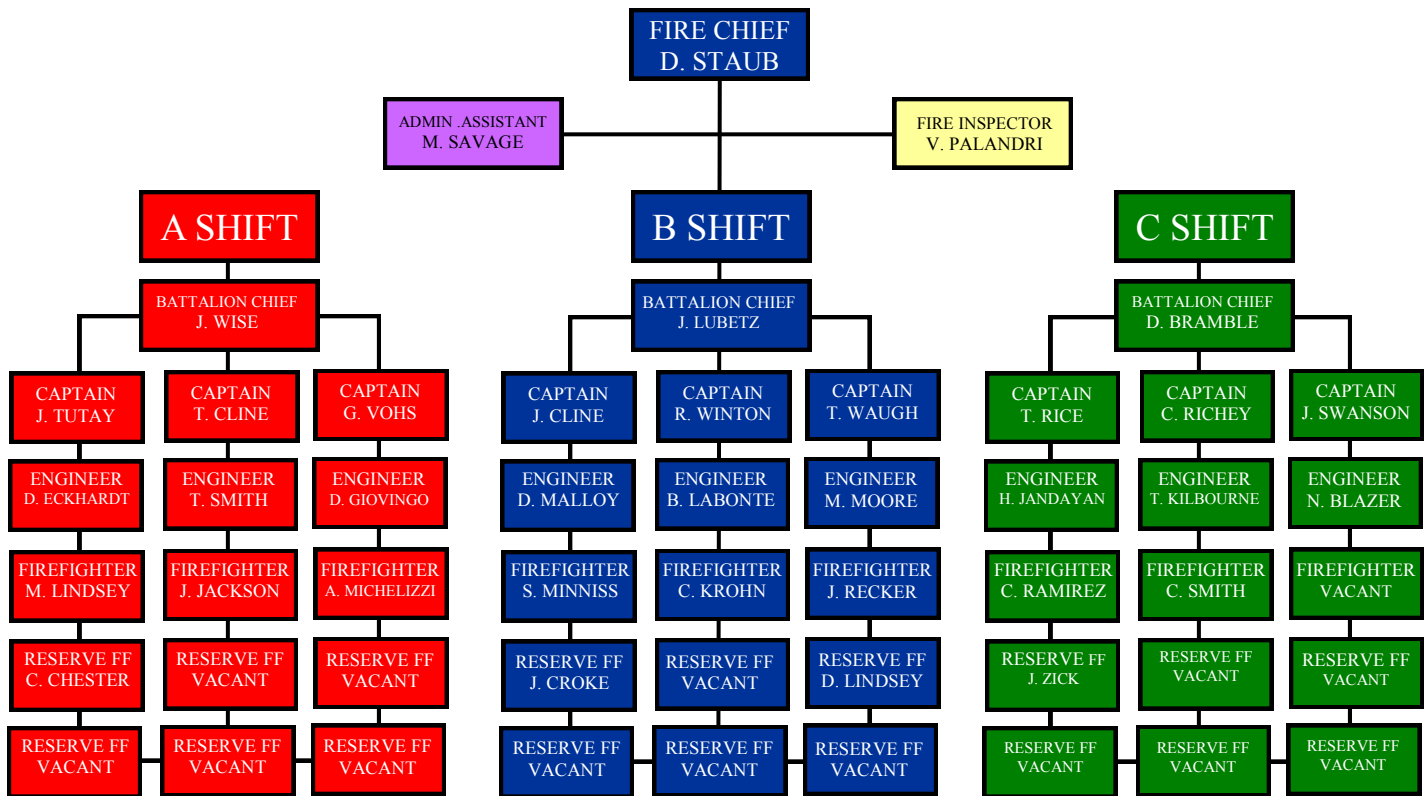 FIRE CHIEF
D. STAUB
ADMIN .ASSISTANT
M. SAVAGE
FIRE INSPECTOR
V. PALANDRI
A SHIFT
B SHIFT
C SHIFT
BATTALION CHIEF
J. WISE
BATTALION CHIEF
J. LUBETZ
BATTALION CHIEF
D. BRAMBLE
CAPTAIN
J. TUTAY
CAPTAIN
T. CLINE
CAPTAIN
G. VOHS
CAPTAIN
J. CLINE
CAPTAIN
R. WINTON
CAPTAIN
T. WAUGH
CAPTAIN
T. RICE
CAPTAIN
C. RICHEY
CAPTAIN
J. SWANSON
ENGINEER
D. ECKHARDT
ENGINEER
T. SMITH
ENGINEER
D. GIOVINGO
ENGINEER
D. MALLOY
ENGINEER
B. LABONTE
ENGINEER
M. MOORE
ENGINEER
H. JANDAYAN
ENGINEER
T. KILBOURNE
ENGINEER
N. BLAZER
FIREFIGHTER
M. LINDSEY
FIREFIGHTER
J. JACKSON
FIREFIGHTER
A. MICHELIZZI
FIREFIGHTER
S. MINNISS
FIREFIGHTER
C. KROHN
FIREFIGHTER
J. RECKER
FIREFIGHTER
C. RAMIREZ
FIREFIGHTER
C. SMITH
FIREFIGHTER
VACANT
RESERVE FF
C. CHESTER
RESERVE FF
VACANT
RESERVE FF
VACANT
RESERVE FF
J. CROKE
RESERVE FF
VACANT
RESERVE FF
D. LINDSEY
RESERVE FF
J. ZICK
RESERVE FF
VACANT
RESERVE FF
VACANT
RESERVE FF
VACANT
RESERVE FF
VACANT
RESERVE FF
VACANT
RESERVE FF
VACANT
RESERVE FF
VACANT
RESERVE FF
VACANT
RESERVE FF
VACANT
RESERVE FF
VACANT
RESERVE FF
VACANT